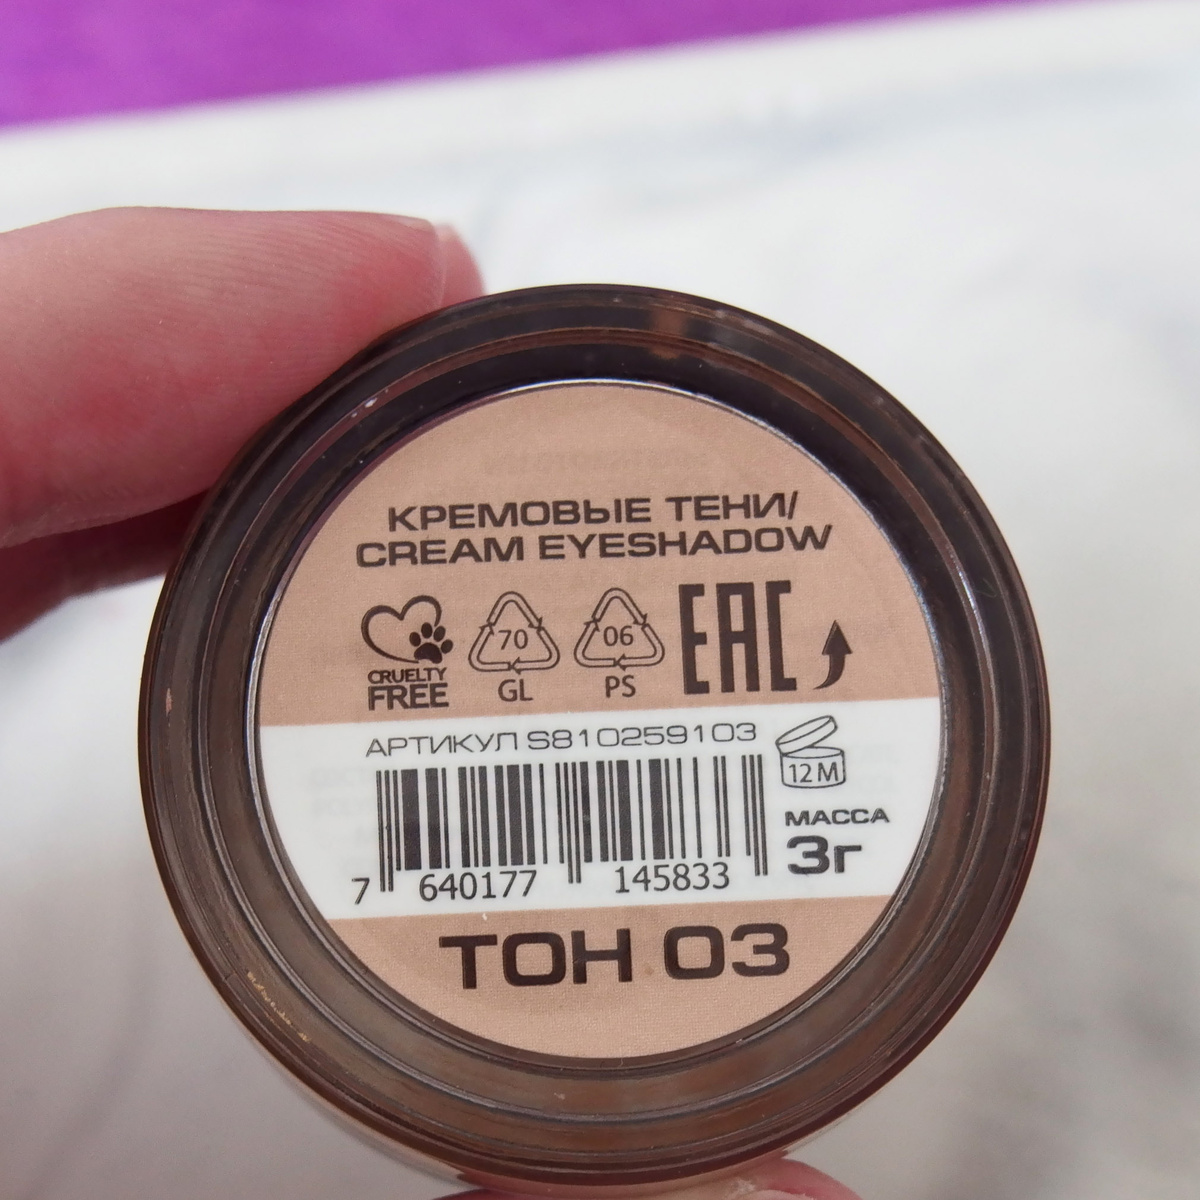 КРЕМОВЫЕ ТЕНИ/
CREAM EYESHADOW
CRUELTY
FREE
70
GL
06
PS
EAC
АРТИКУЛ S810259103
12 M
МАССА
3г
7 640177 145833
ТОН 03